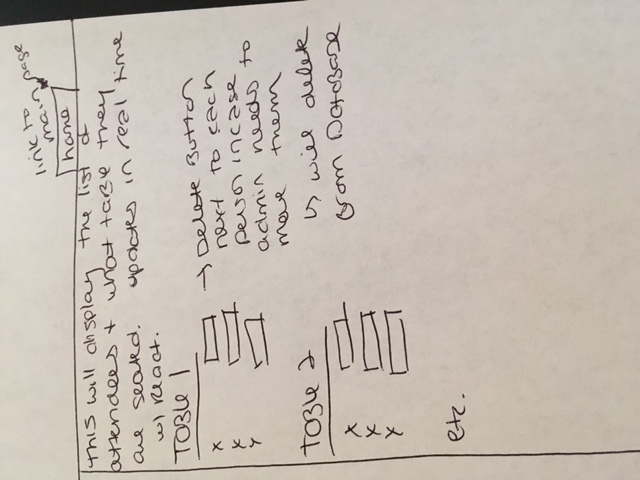 link to
main page
home
This will display the list of
attendees + what table they
are seated. updates in real time
w/ React.
Table 1
x
x
x
→ Delete Button
next to each
person incase
admin needs to
move them
↳ will delete
from DataBase
Table 2
x
x
x
etc.